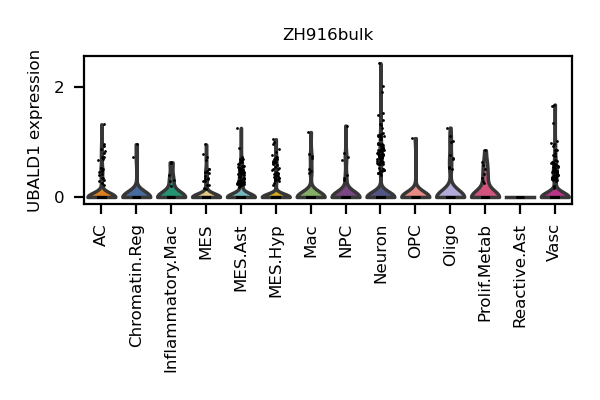 ZH916bulk
UBALD1 expression
2
0
AC
Chromatin.Reg
Inflammatory.Mac
MES
MES.Ast
MES.Hyp
Mac
NPC
Neuron
OPC
Oligo
Prolif.Metab
Reactive.Ast
Vasc